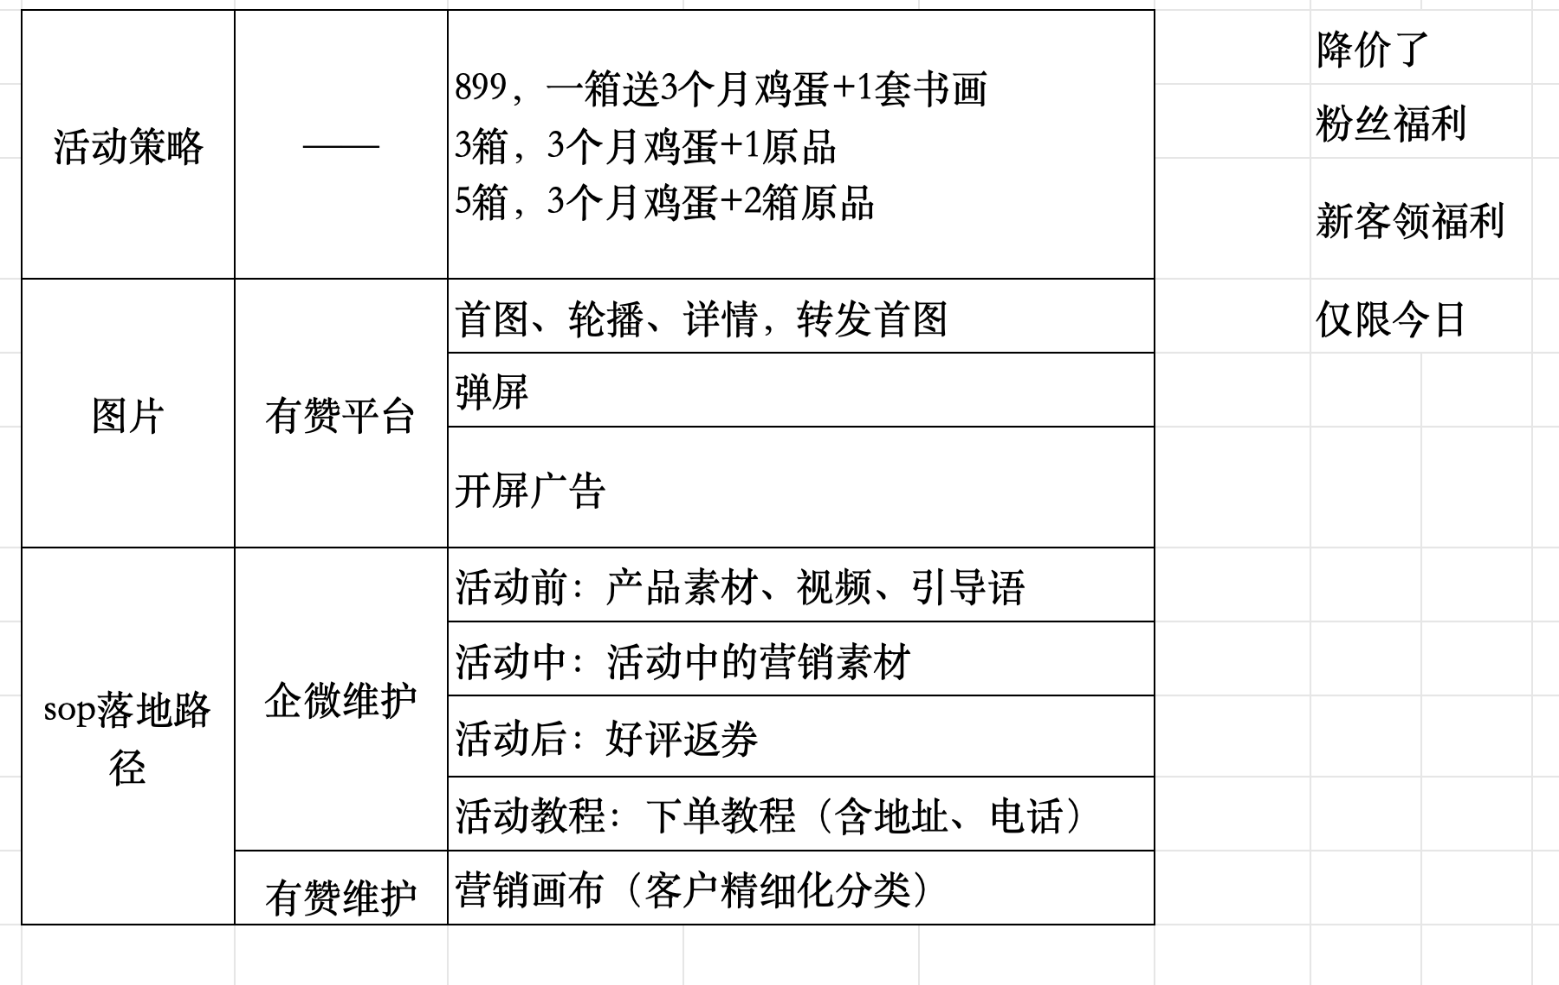 活动策略
——
899，一箱送3个月鸡蛋+1套书画
3箱，3个月鸡蛋+1原品
5箱，3个月鸡蛋+2箱原品
降价了
粉丝福利
新客领福利
仅限今日
图片
有赞平台
首图、轮播、详情，转发首图
弹屏
开屏广告
sop落地路
径
企微维护
活动前：产品素材、视频、引导语
活动中：活动中的营销素材
活动后：好评返券
活动教程：下单教程（含地址、电话）
有赞维护
营销画布（客户精细化分类）